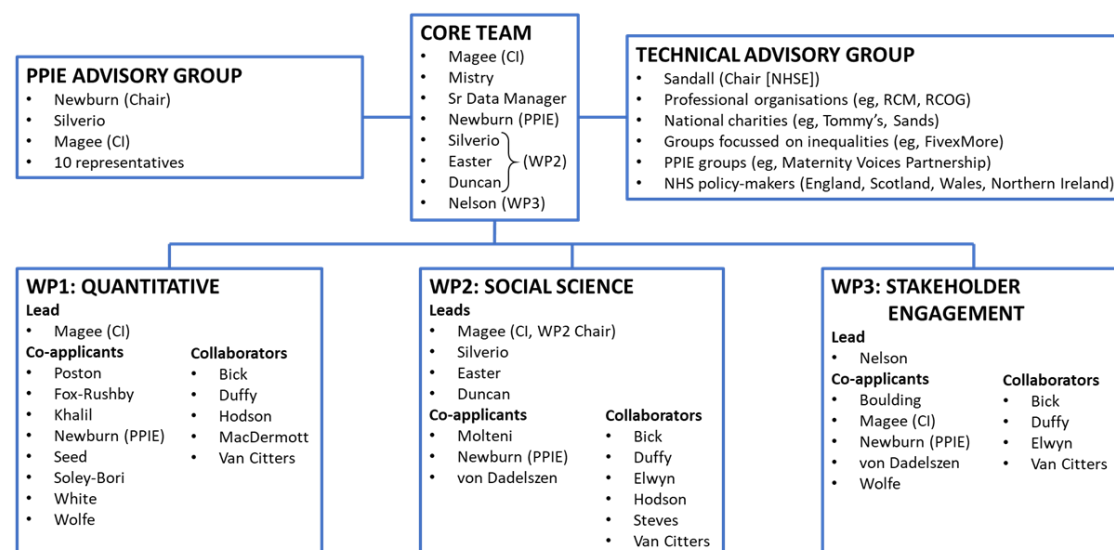 PPIE ADVISORY GROUP
• Newburn (Chair)
• Silverio
• Magee (CI)
• 10 representatives
CORE TEAM
• Magee (CI)
• Mistry
• Sr Data Manager
• Newburn (PPIE)
• Silverio
• Easter
• Duncan
(WP2)
• Nelson (WP3)
TECHNICAL ADVISORY GROUP
• Sandall (Chair [NHSE])
• Professional organisations (eg, RCM, RCOG)
• National charities (eg, Tommy's, Sands)
• Groups focussed on inequalities (eg, FivexMore)
• PPIE groups (eg, Maternity Voices Partnership)
• NHS policy-makers (England, Scotland, Wales, Northern Ireland)
WP1: QUANTITATIVE
Lead
• Magee (CI)
Co-applicants
• Poston
• Fox-Rushby
• Khalil
• Newburn (PPIE)
• Seed
• Soley-Bori
• White
• Wolfe
Collaborators
• Bick
• Duffy
• Hodson
• MacDermott
• Van Citters
WP2: SOCIAL SCIENCE
Leads
• Magee (CI, WP2 Chair)
• Silverio
• Easter
• Duncan
Co-applicants
• Molteni
• Newburn (PPIE)
• von Dadelszen
Collaborators
• Bick
• Duffy
• Elwyn
• Hodson
• Steves
• Van Citters
WP3: STAKEHOLDER
ENGAGEMENT
Lead
• Nelson
Co-applicants
• Boulding
• Magee (CI)
• Newburn (PPIE)
• von Dadelszen
• Wolfe
Collaborators
• Bick
• Duffy
• Elwyn
• Van Citters